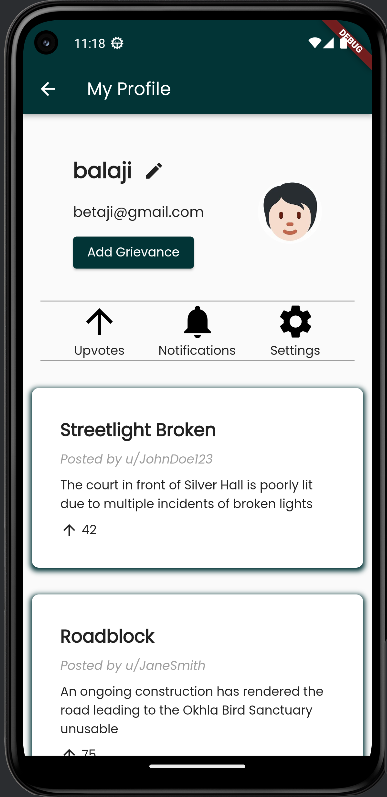 11:18
DEBUG
My Profile
balaji
betaji@gmail.com
Add Grievance
Upvotes
Notifications
Settings
Streetlight Broken
Posted by u/JohnDoe123
The court in front of Silver Hall is poorly lit
due to multiple incidents of broken lights
42
Roadblock
Posted by u/JaneSmith
An ongoing construction has rendered the
road leading to the Okhla Bird Sanctuary
unusable
75